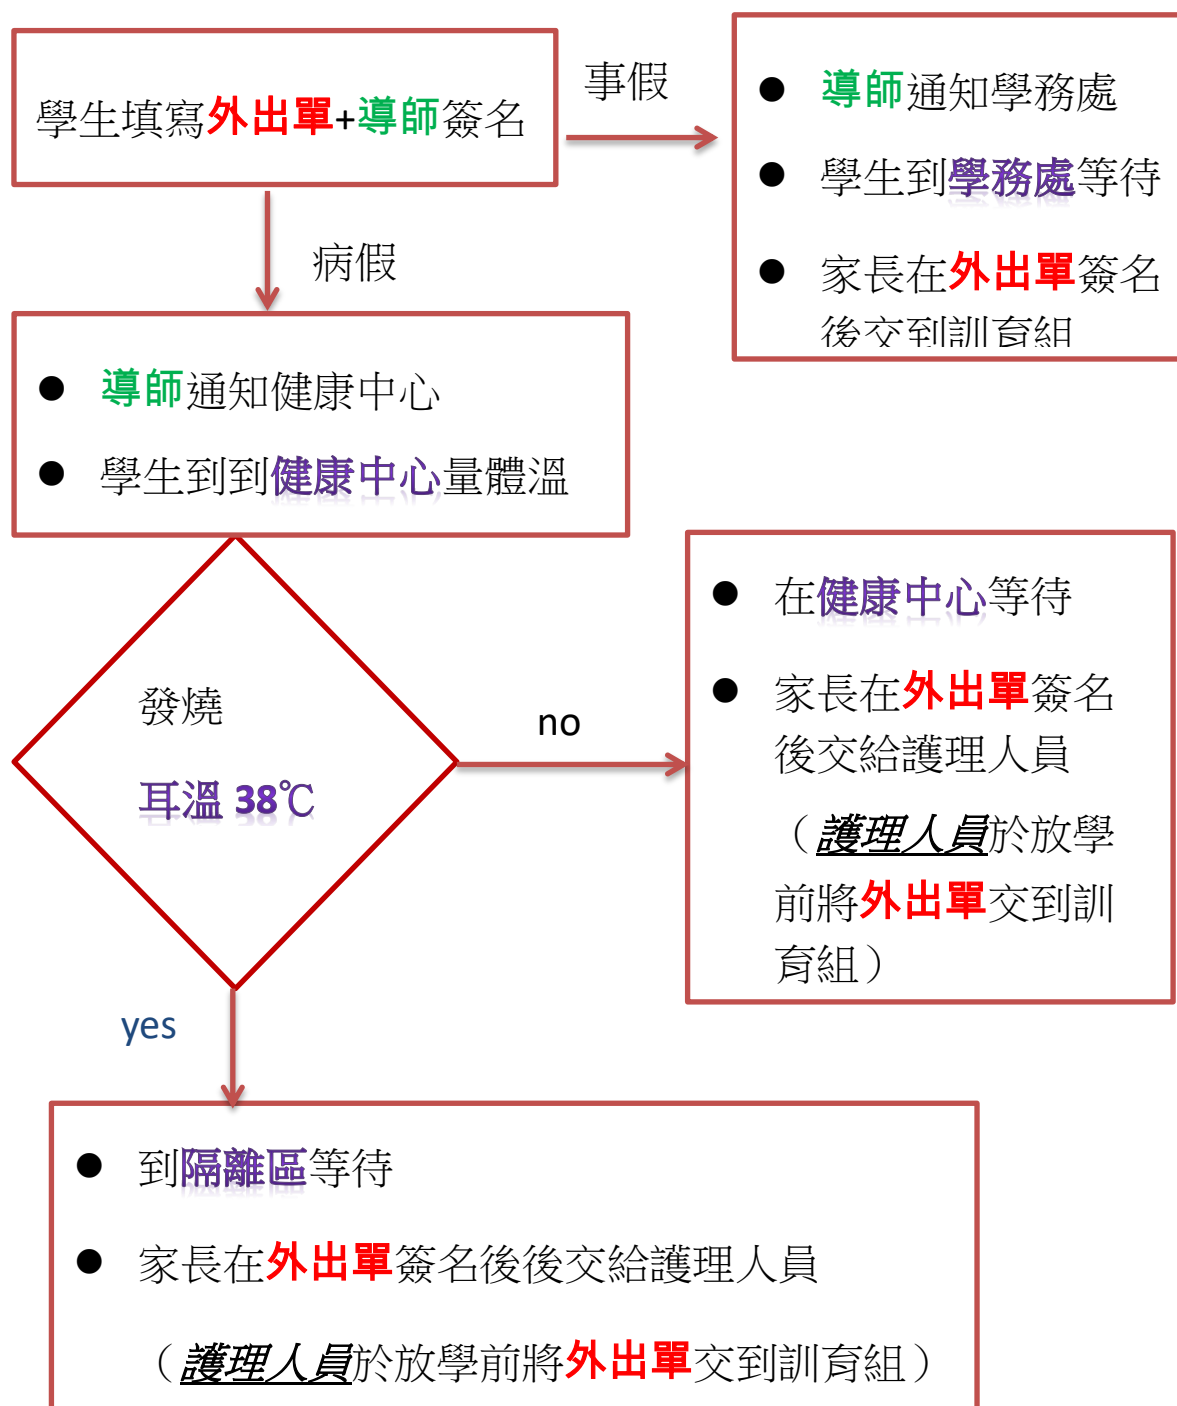 學生填寫外出單+導師簽名
事假
● 導師通知學務處
● 學生到學務處等待
● 家長在外出單簽名
後交到訓育組
病假
● 導師通知健康中心
● 學生到到健康中心量體溫
發燒
耳溫 38℃
no
● 在健康中心等待
● 家長在外出單簽名
後交給護理人員
（護理人員於放學
前將外出單交到訓
育組）
yes
● 到隔離區等待
● 家長在外出單簽名後後交給護理人員
（護理人員於放學前將外出單交到訓育組）